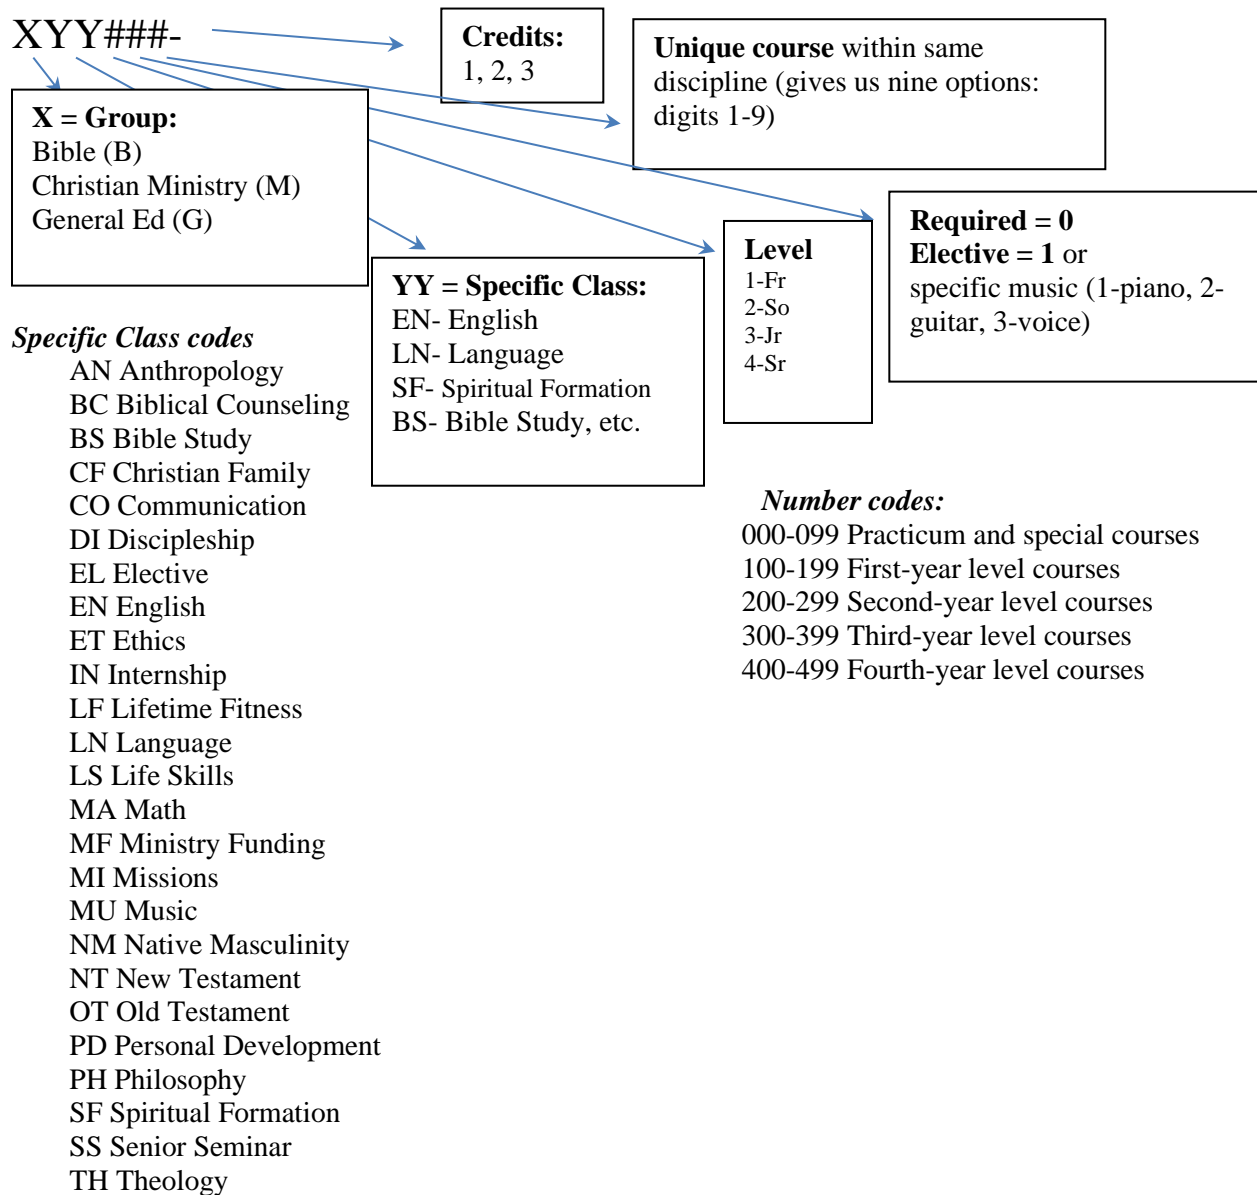 XYY###-
Credits:
1, 2, 3
Unique course within same
discipline (gives us nine options:
digits 1-9)
X = Group:
Bible (B)
Christian Ministry (M)
General Ed (G)
Required = 0
Elective = 1 or
specific music (1-piano, 2-
guitar, 3-voice)
Level
1-Fr
2-So
3-Jr
4-Sr
YY = Specific Class:
EN- English
LN- Language
SF- Spiritual Formation
BS- Bible Study, etc.
Specific Class codes
AN Anthropology
BC Biblical Counseling
BS Bible Study
CF Christian Family
CO Communication
DI Discipleship
EL Elective
EN English
ET Ethics
IN Internship
LF Lifetime Fitness
LN Language
LS Life Skills
MA Math
MF Ministry Funding
MI Missions
MU Music
NM Native Masculinity
NT New Testament
OT Old Testament
PD Personal Development
PH Philosophy
SF Spiritual Formation
SS Senior Seminar
TH Theology
Number codes:
000-099 Practicum and special courses
100-199 First-year level courses
200-299 Second-year level courses
300-399 Third-year level courses
400-499 Fourth-year level courses